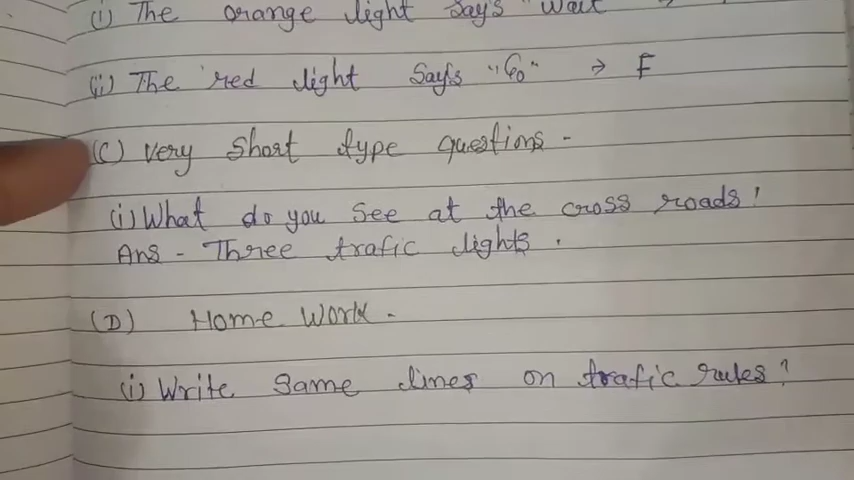 (i) The orange light Says "Wait"
(ii) The red light Says "Go" → F
(C) Very Short type questions -
(i) What do you See at the cross roads?
Ans - Three trafic lights.
(D) Home Work -
(i) Write Same lines on trafic rules?